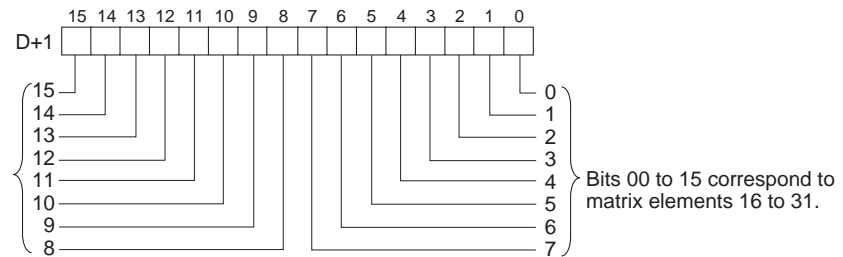 15 14 13 12 11 10 9 8 7 6 5 4 3 2 1 0
D+1
15 0
14 1
13 2
12 3
11 4
10 5
9 6
8 7
Bits 00 to 15 correspond to
matrix elements 16 to 31.